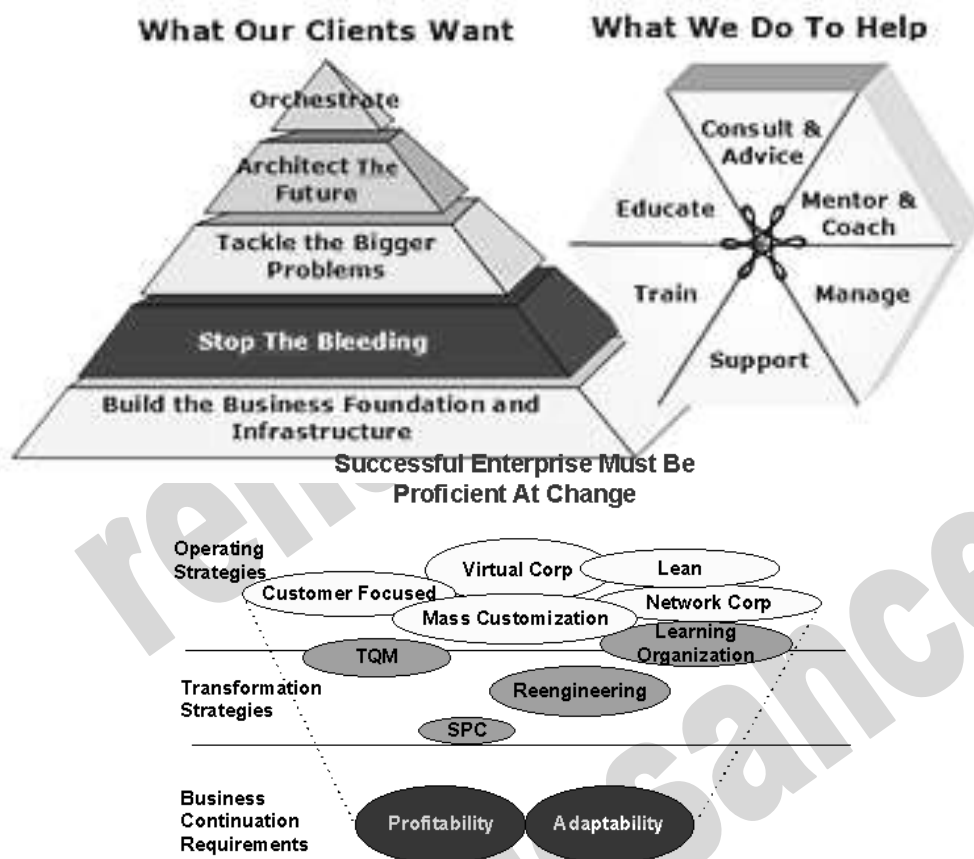 What Our Clients Want
Orchestrate
Architect The
Future
Tackle the Bigger
Problems
Stop The Bleeding
Build the Business Foundation and
Infrastructure
What We Do To Help
Consult &
Advice
Educate
Mentor &
Coach
Train
Manage
Support
Successful Enterprise Must Be
Proficient At Change
Operating
Strategies
Virtual Corp
Lean
Customer Focused
Network Corp
Mass Customization
Learning
Organization
TQM
Transformation
Strategies
Reengineering
SPC
Business
Continuation
Requirements
Profitability
Adaptability